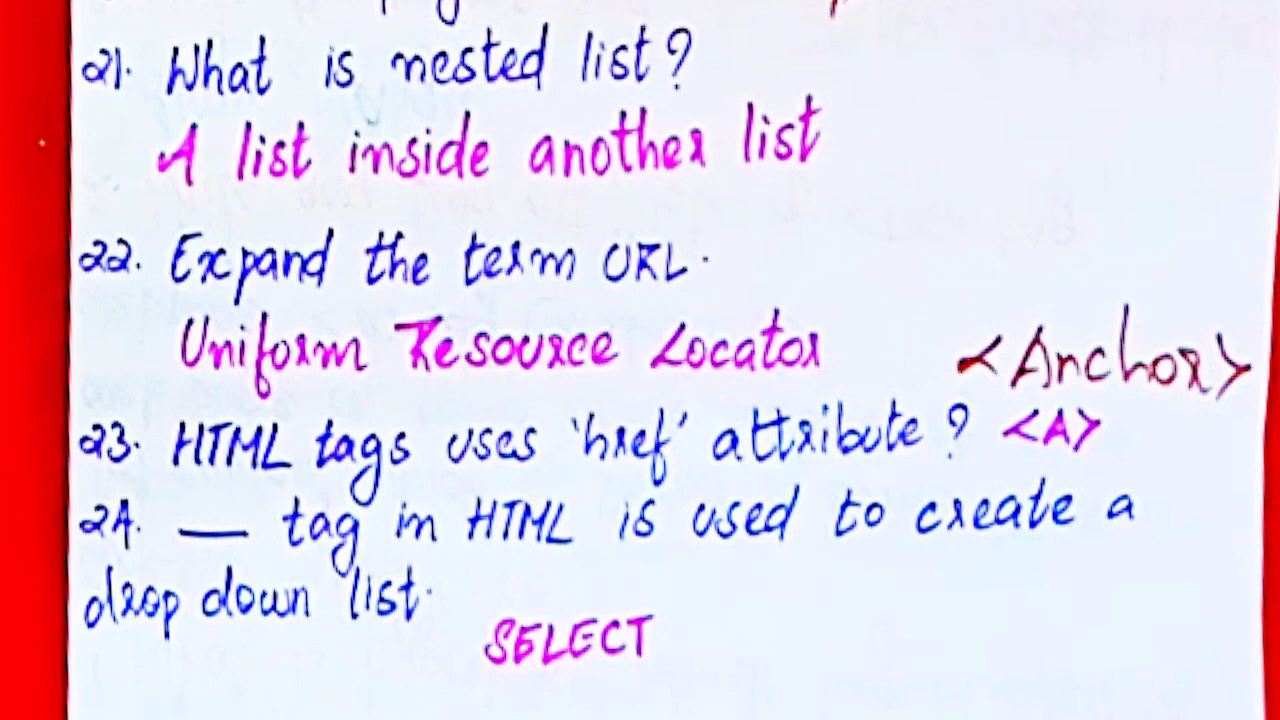 21. What is nested list?
A list inside another list
22. Expand the term URL.
Uniform Resource Locator
<Anchor>
23. HTML tags uses 'href' attribute? <A>
24. — tag in HTML is used to create a
drop down list.
SELECT